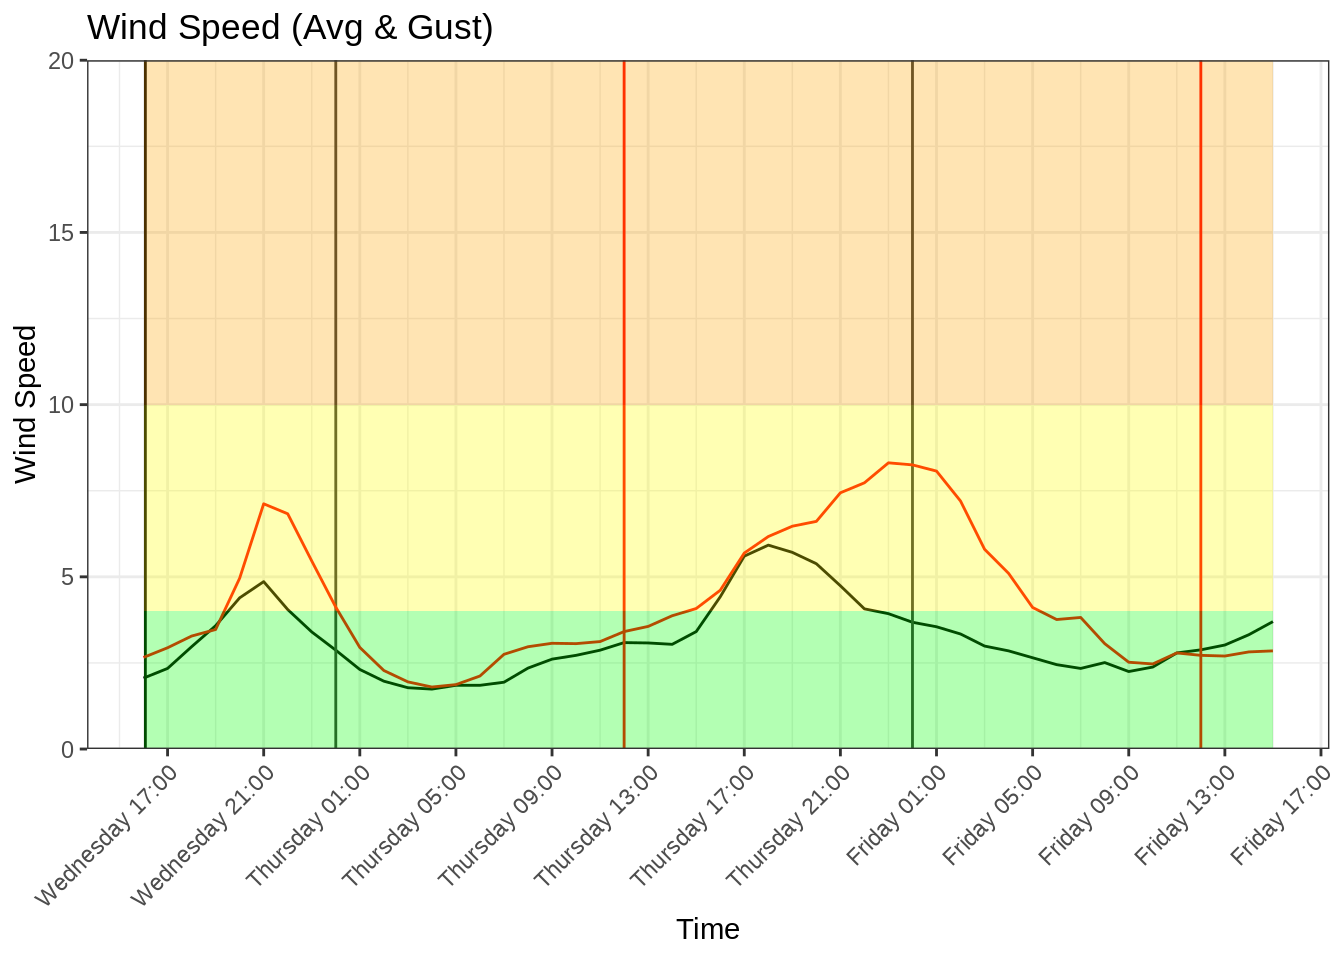 Wind Speed (Avg & Gust)
20
15
10
5
0
Wind Speed
Wednesday 17:00
Wednesday 21:00
Thursday 01:00
Thursday 05:00
Thursday 09:00
Thursday 13:00
Thursday 17:00
Thursday 21:00
Friday 01:00
Friday 05:00
Friday 09:00
Friday 13:00
Friday 17:00
Time